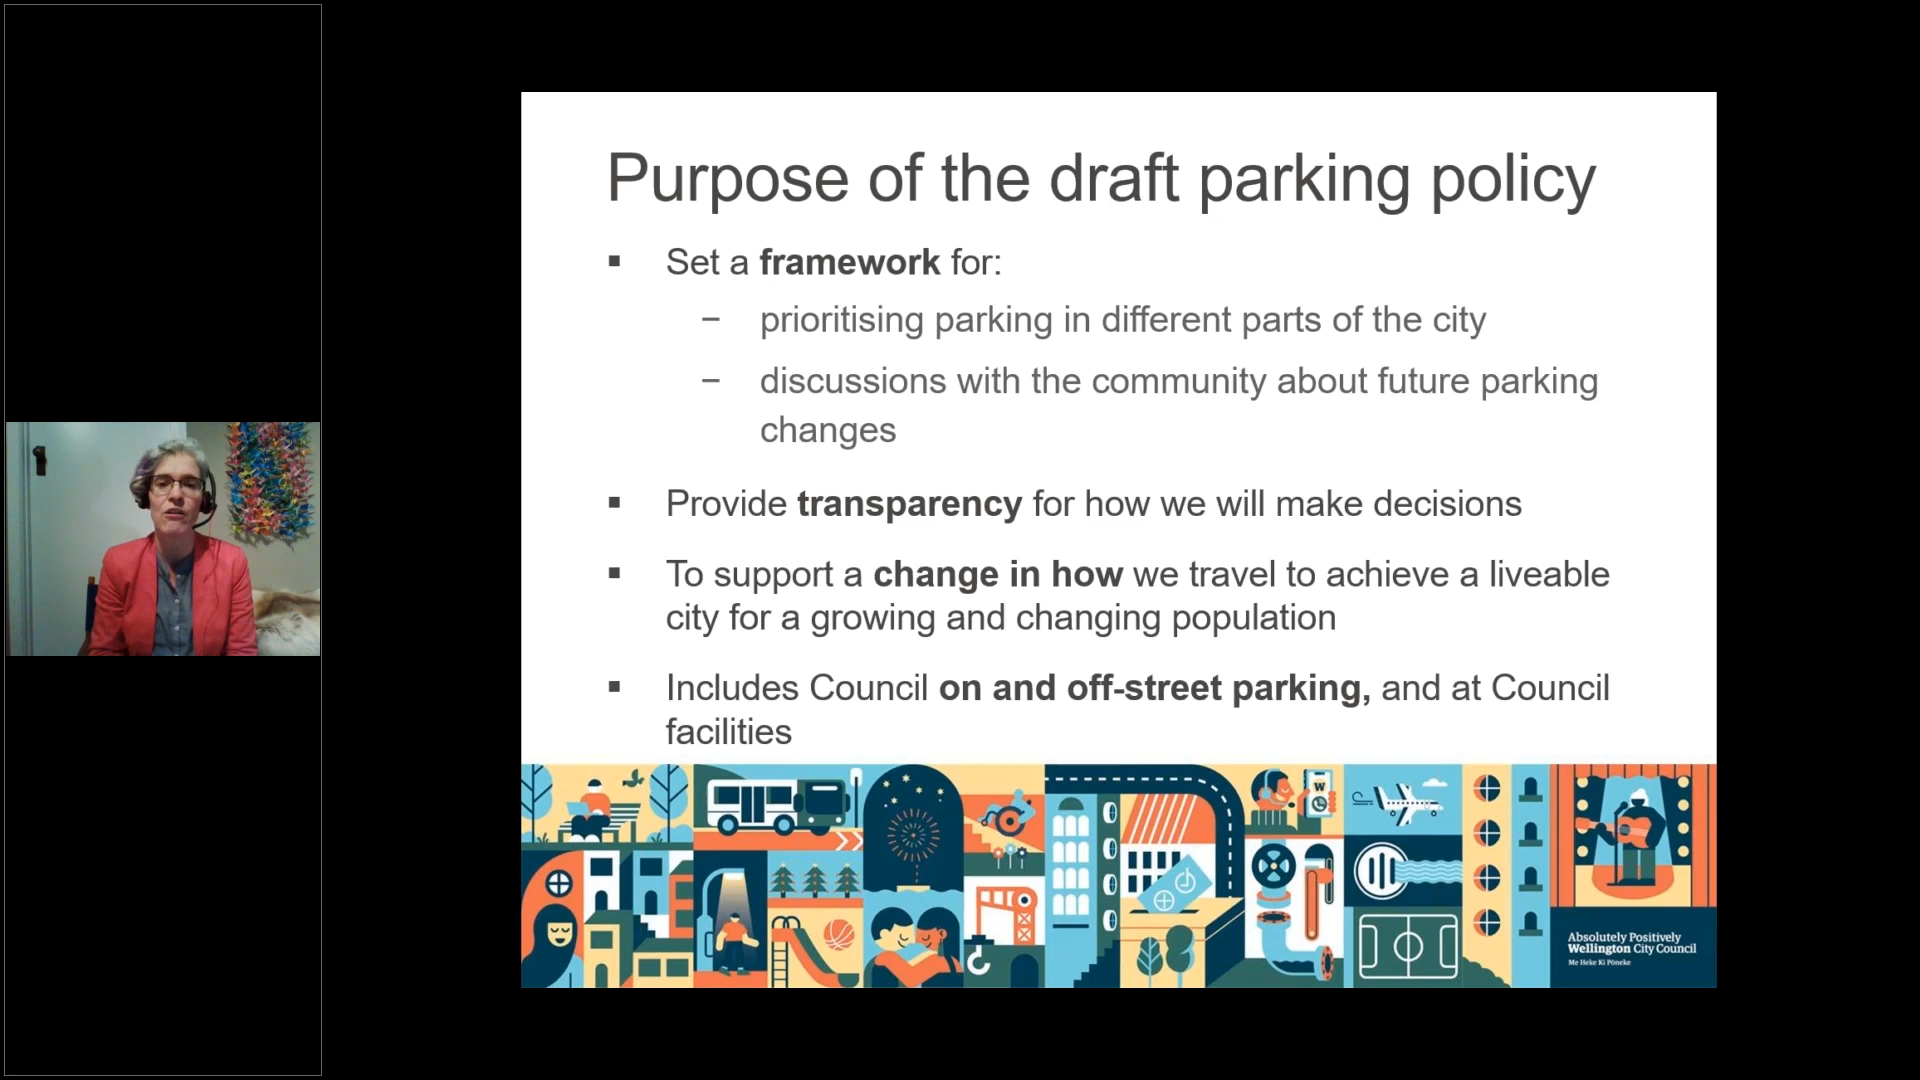 Purpose of the draft parking policy
▪ Set a framework for:
− prioritising parking in different parts of the city
− discussions with the community about future parking
changes
▪ Provide transparency for how we will make decisions
▪ To support a change in how we travel to achieve a liveable
city for a growing and changing population
▪ Includes Council on and off-street parking, and at Council
facilities
W
Absolutely Positively
Wellington City Council
Me Heke Ki Pōneke